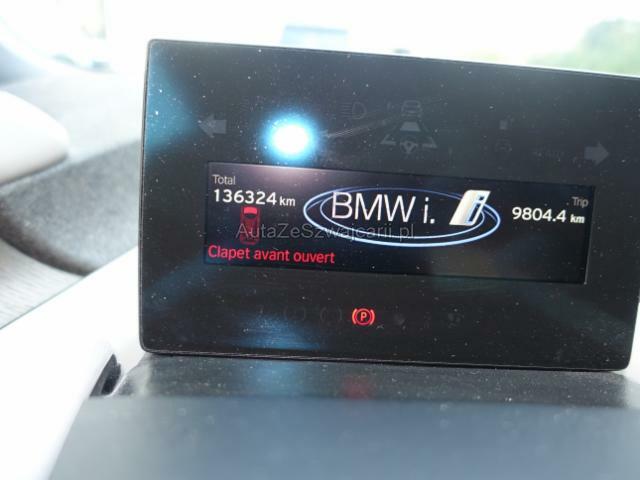 Total
136324 km
BMW i.
i
Trip
9804.4 km
AutaZeSzwajcarii.pl
Clapet avant ouvert
P